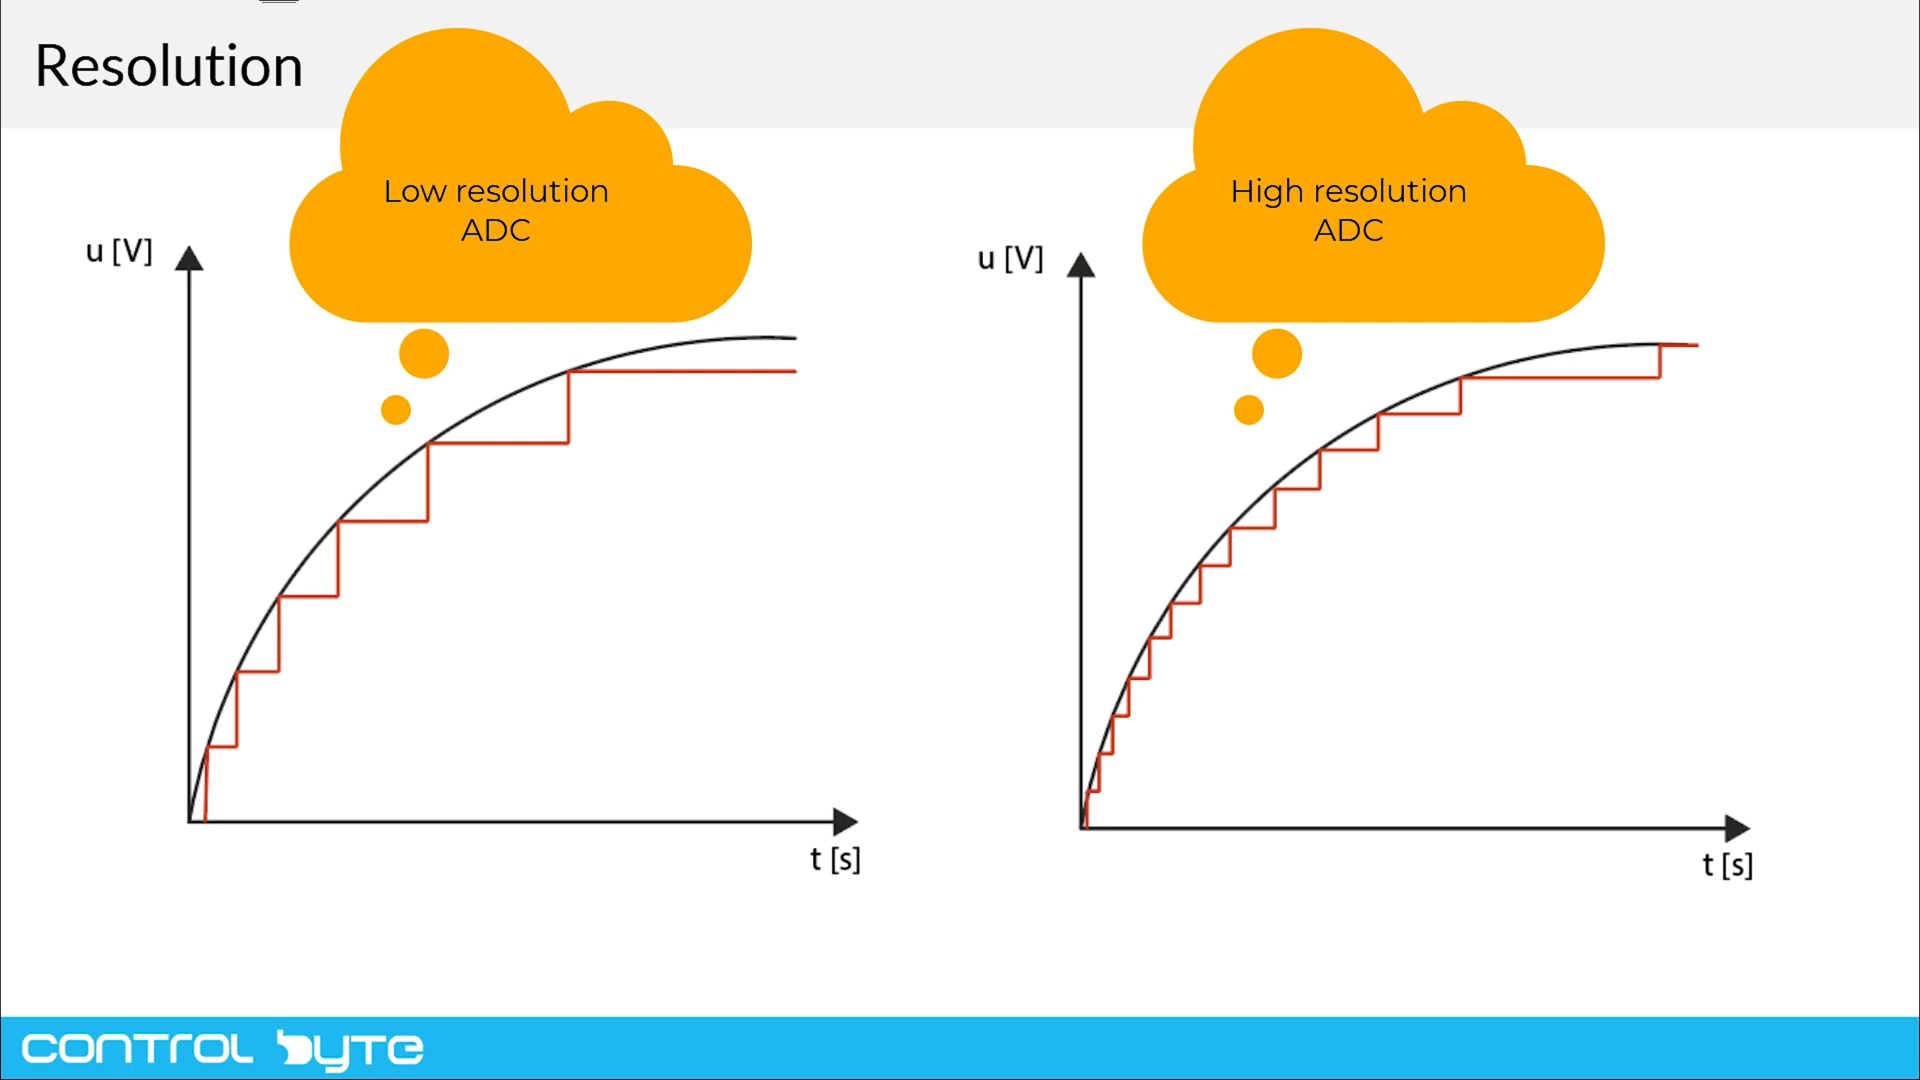 Resolution
Low resolution
ADC
High resolution
ADC
u [V]
u [V]
t [s]
t [s]
CONTROL BYTE